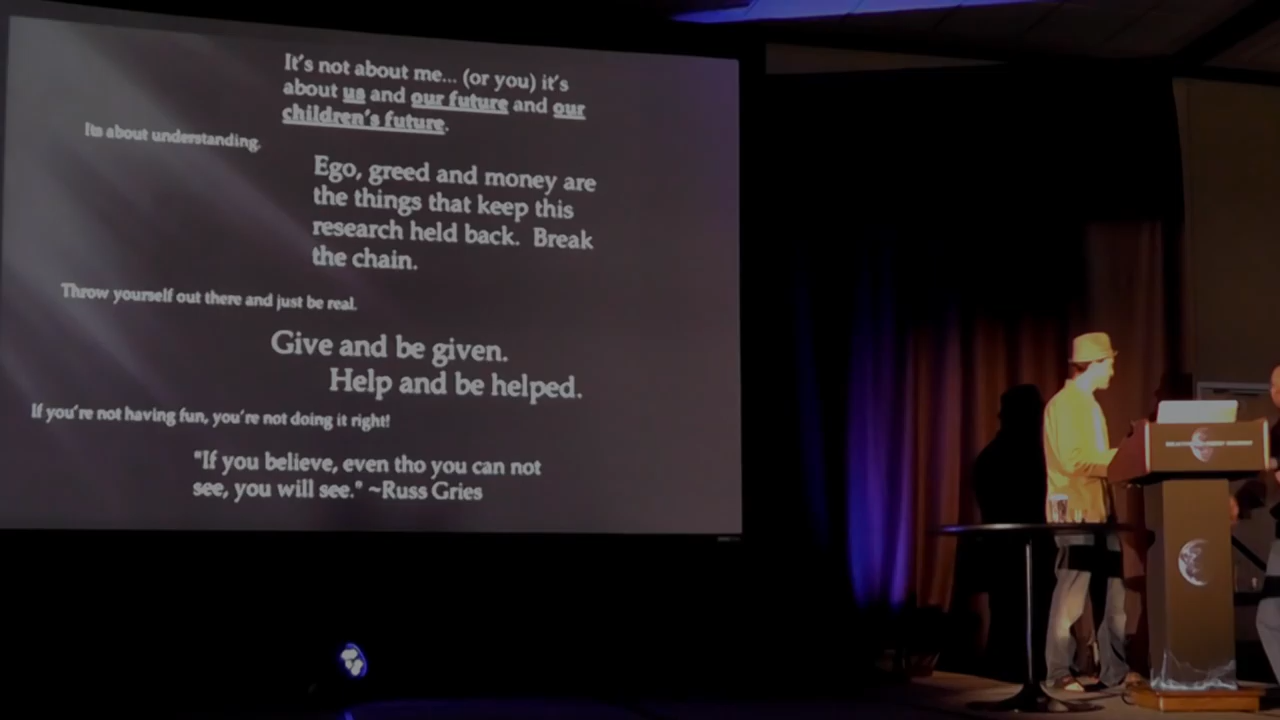 It's not about me... (or you) it's
about us and our future and our
children's future.
Its about understanding.
Ego, greed and money are
the things that keep this
research held back. Break
the chain.
Throw yourself out there and just be real.
Give and be given.
Help and be helped.
If you're not having fun, you're not doing it right!
"If you believe, even tho you can not
see, you will see." ~Russ Gries